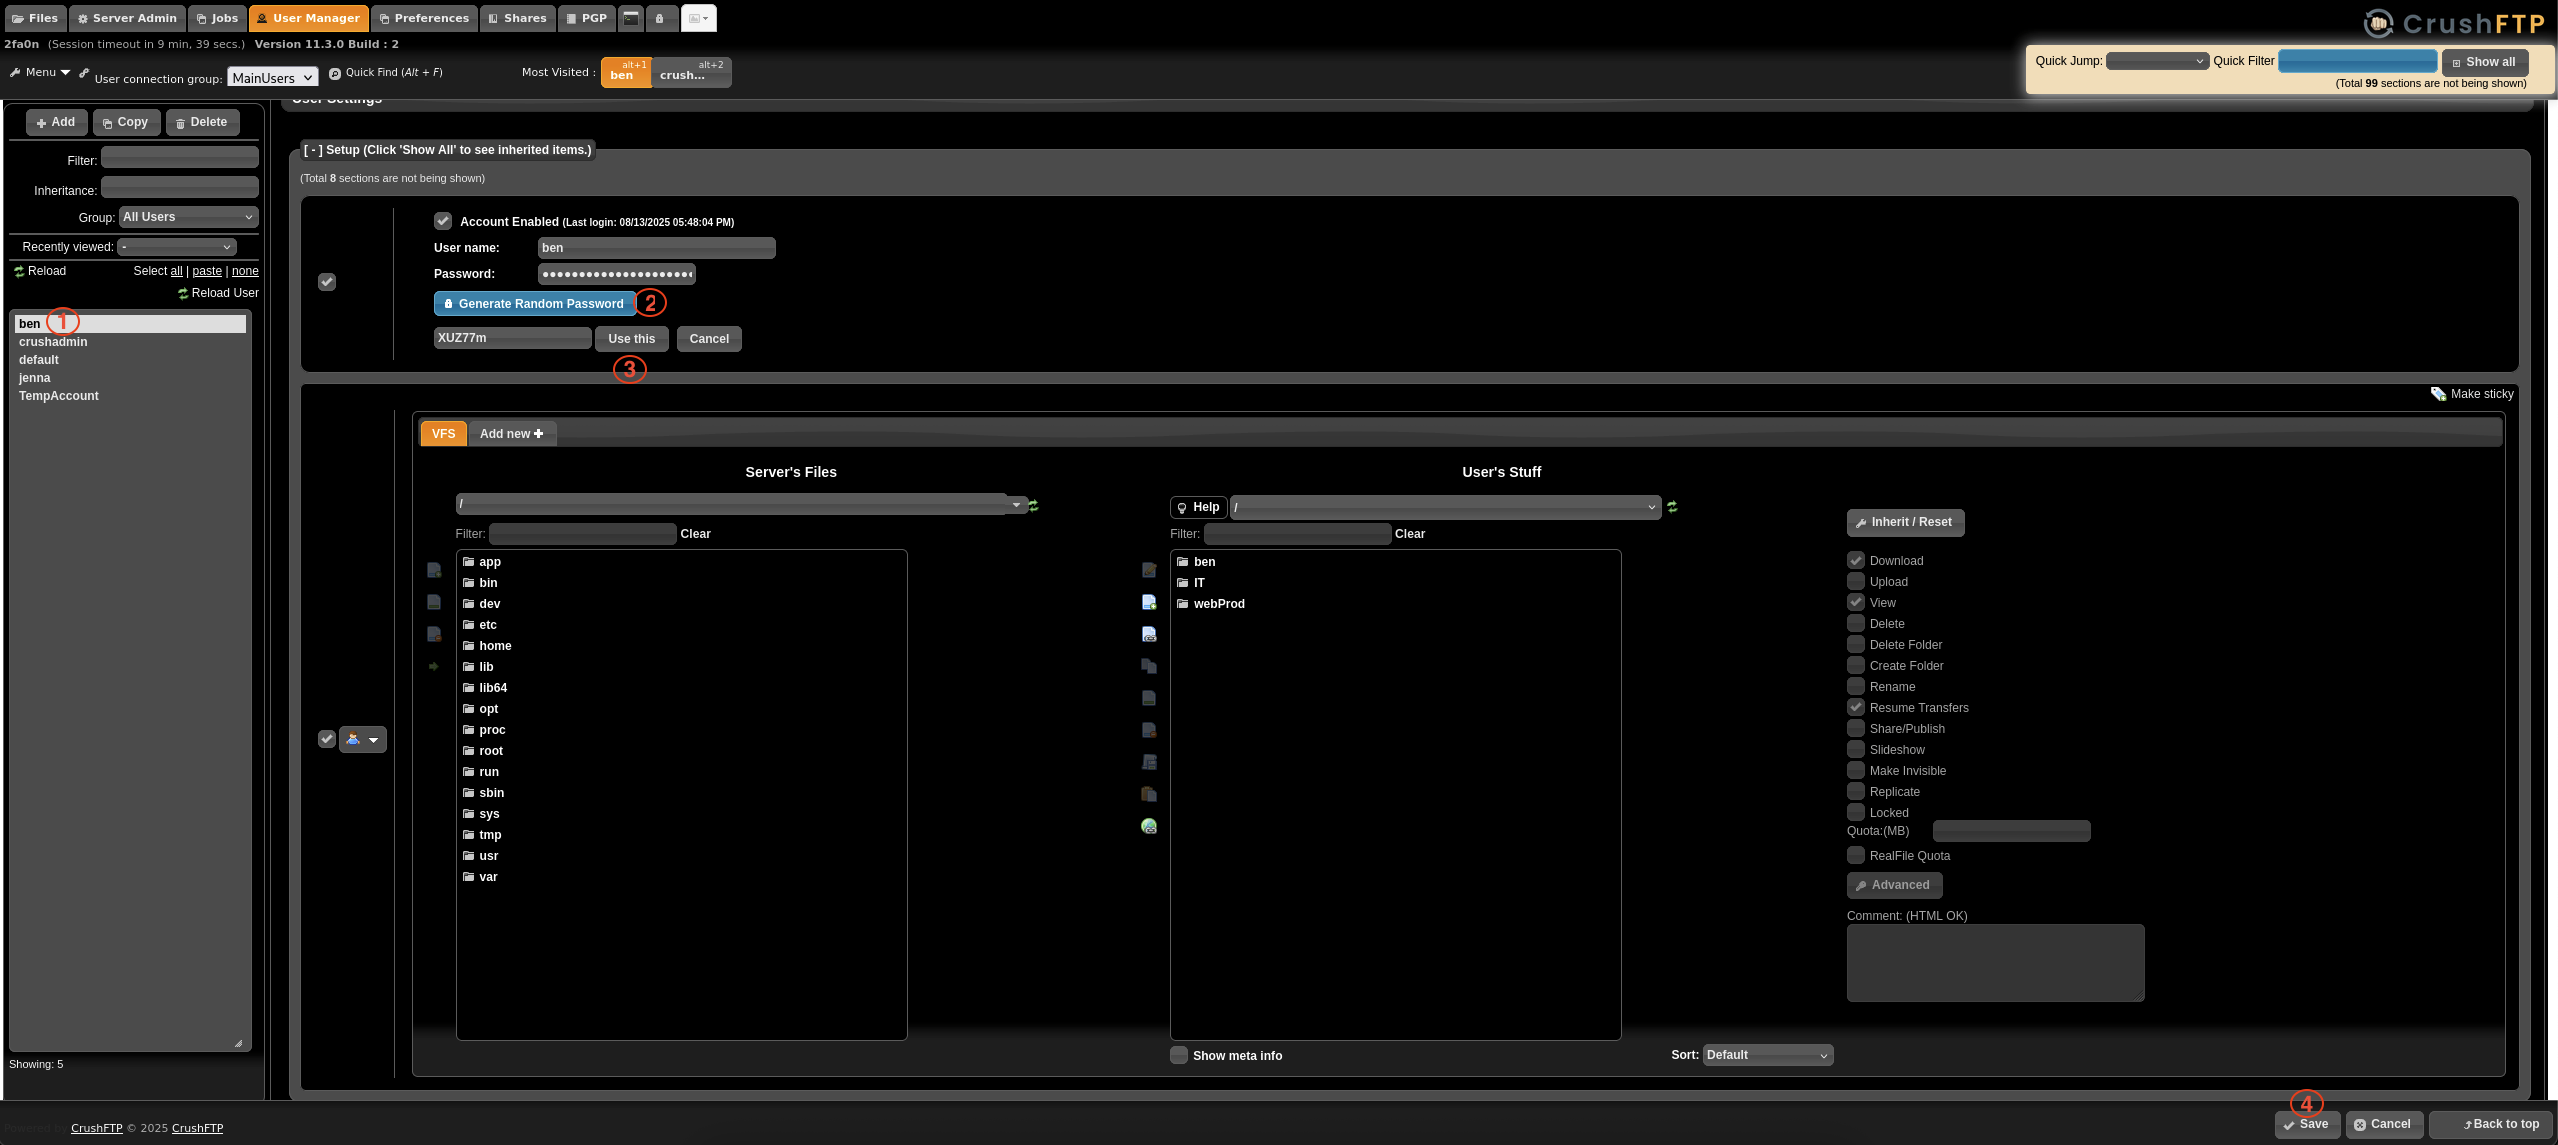 Files Server Admin Jobs User Manager Preferences Shares PGP
CrushFTP
2fa0n (Session timeout in 9 min, 39 secs.) Version 11.3.0 Build : 2
Menu User connection group: MainUsers Quick Find (Alt + F) Most Visited : alt+1 ben alt+2 crush...
Quick Jump: Quick Filter Show all
(Total 99 sections are not being shown)
User Settings
Add Copy Delete
Filter:
Inheritance:
Group: All Users
Recently viewed: -
Reload Select all | paste | none
Reload User
ben 1
crushadmin
default
jenna
TempAccount
Showing: 5
[ - ] Setup (Click 'Show All' to see inherited items.)
(Total 8 sections are not being shown)
Account Enabled (Last login: 08/13/2025 05:48:04 PM)
User name: ben
Password:
Generate Random Password 2
XUZ77m Use this Cancel
3
Make sticky
VFS Add new
Server's Files
/
Filter: Clear
app
bin
dev
etc
home
lib
lib64
opt
proc
root
run
sbin
sys
tmp
usr
var
User's Stuff
Help /
Filter: Clear
ben
IT
webProd
Show meta info
Sort: Default
Inherit / Reset
Download
Upload
View
Delete
Delete Folder
Create Folder
Rename
Resume Transfers
Share/Publish
Slideshow
Make Invisible
Replicate
Locked
Quota:(MB)
RealFile Quota
Advanced
Comment: (HTML OK)
4
Powered by CrushFTP © 2025 CrushFTP
Save Cancel Back to top